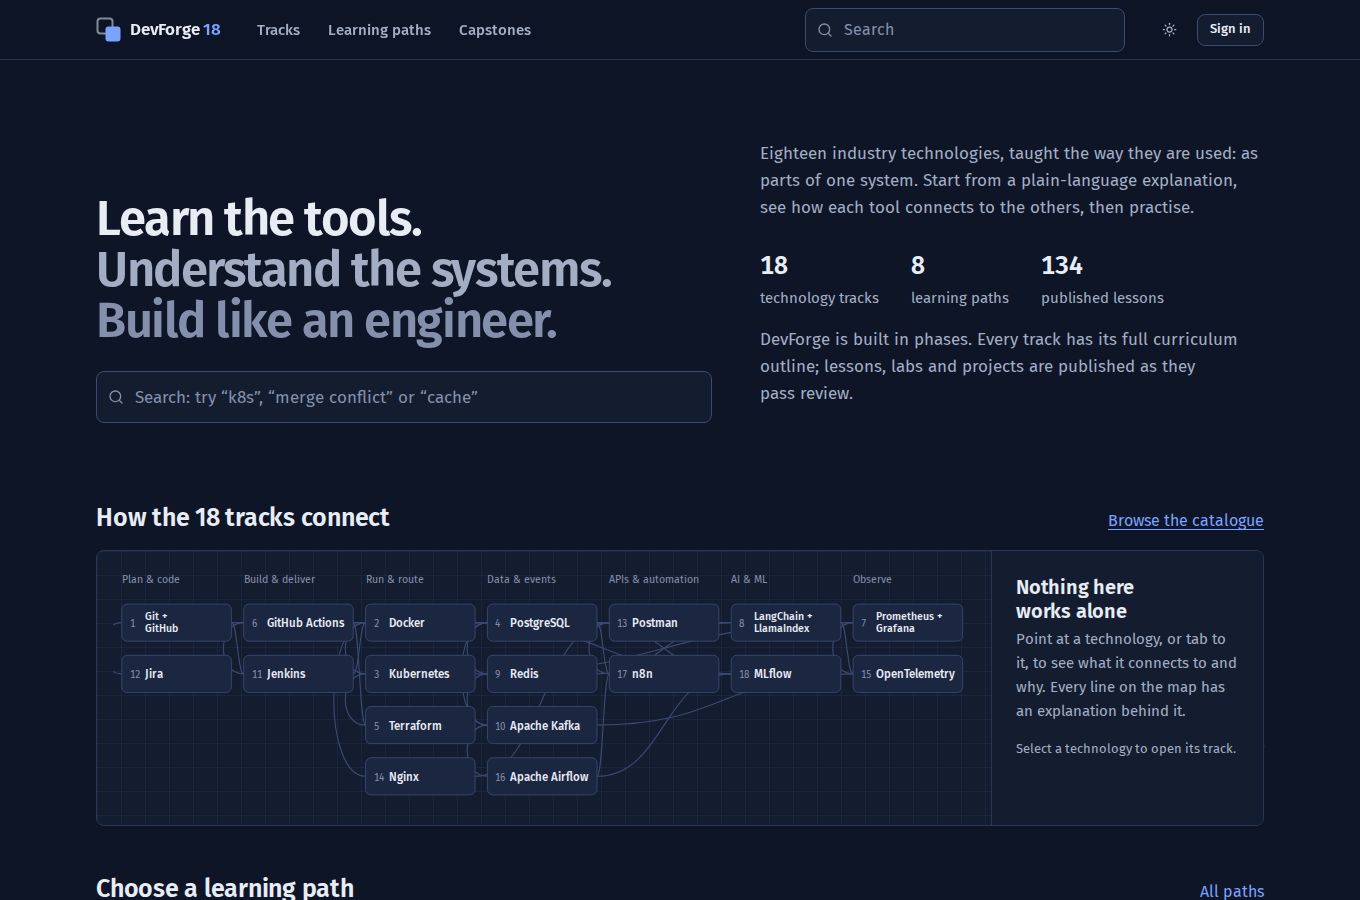 DevForge 18
Tracks
Learning paths
Capstones
Search
Sign in
Learn the tools.
Understand the systems.
Build like an engineer.
Search: try “k8s”, “merge conflict” or “cache”
Eighteen industry technologies, taught the way they are used: as
parts of one system. Start from a plain-language explanation,
see how each tool connects to the others, then practise.
18
technology tracks
8
learning paths
134
published lessons
DevForge is built in phases. Every track has its full curriculum
outline; lessons, labs and projects are published as they
pass review.
How the 18 tracks connect
Browse the catalogue
Plan & code
Build & deliver
Run & route
Data & events
APIs & automation
AI & ML
Observe
1 Git +
GitHub
6 GitHub Actions
2 Docker
4 PostgreSQL
13 Postman
8 LangChain +
LlamaIndex
7 Prometheus +
Grafana
12 Jira
11 Jenkins
3 Kubernetes
9 Redis
17 n8n
18 MLflow
15 OpenTelemetry
5 Terraform
10 Apache Kafka
14 Nginx
16 Apache Airflow
Nothing here
works alone
Point at a technology, or tab to
it, to see what it connects to and
why. Every line on the map has
an explanation behind it.
Select a technology to open its track.
Choose a learning path
All paths